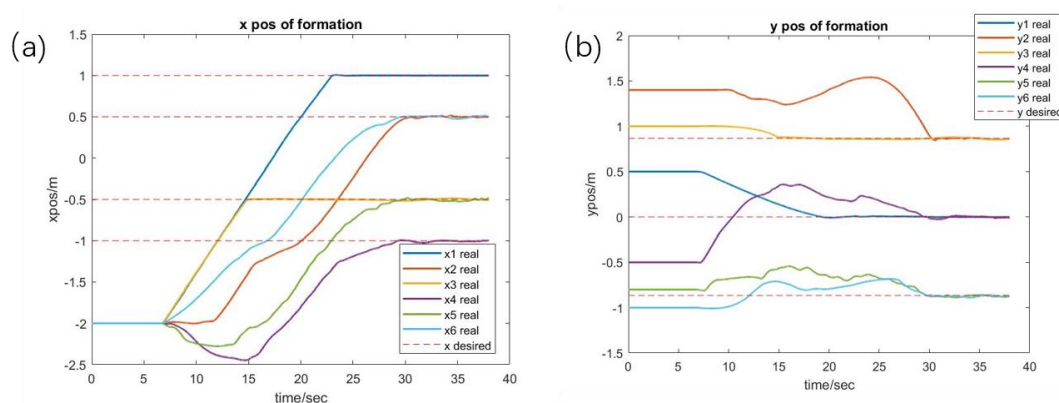 (a)
x pos of formation
1.5
1
0.5
0
-0.5
-1
-1.5
-2
-2.5
xpos/m
0 5 10 15 20 25 30 35 40
time/sec
x1 real
x2 real
x3 real
x4 real
x5 real
x6 real
x desired
(b)
y pos of formation
2
1.5
1
0.5
0
-0.5
-1
-1.5
ypos/m
0 5 10 15 20 25 30 35 40
time/sec
y1 real
y2 real
y3 real
y4 real
y5 real
y6 real
y desired